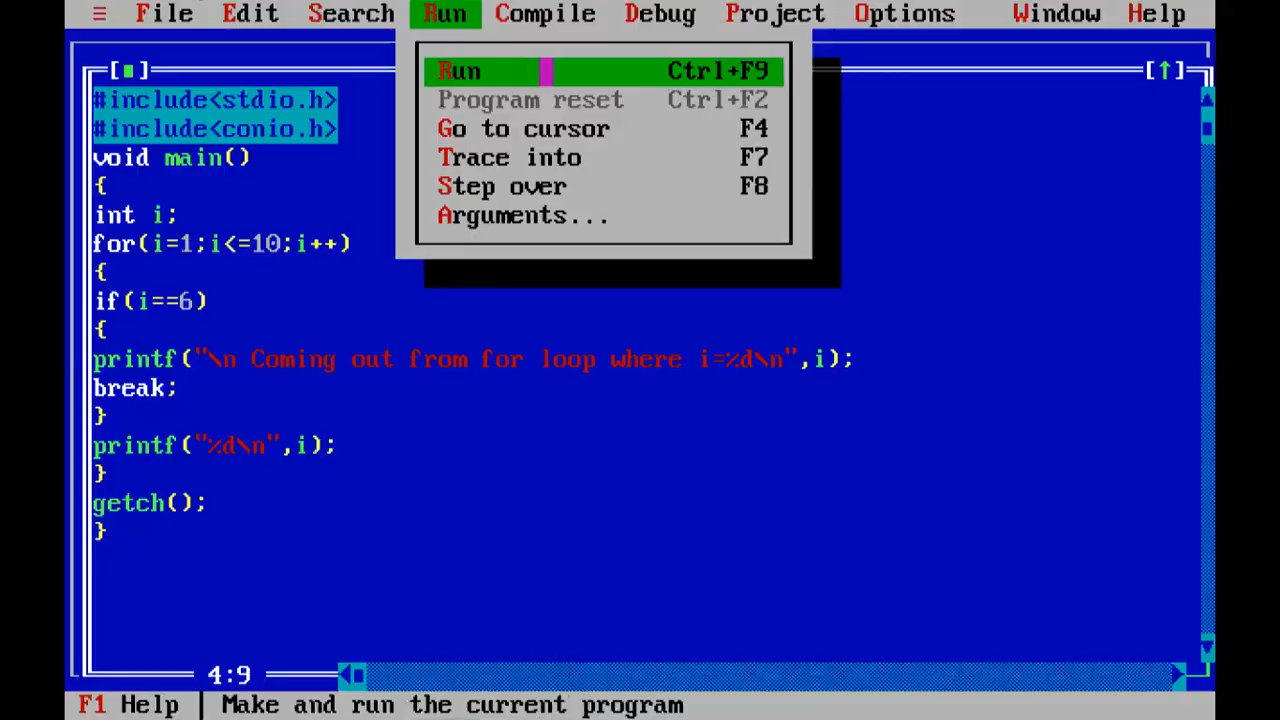 ≡ File Edit Search Run Compile Debug Project Options Window Help
[■] [↑]
Run Ctrl+F9
Program reset Ctrl+F2
Go to cursor F4
Trace into F7
Step over F8
Arguments...
#include<stdio.h>
#include<conio.h>
void main()
{
int i;
for(i=1;i<=10;i++)
{
if(i==6)
{
printf("\n Coming out from for loop where i=%d\n",i);
break;
}
printf("%d\n",i);
}
getch();
}
4:9
F1 Help │ Make and run the current program